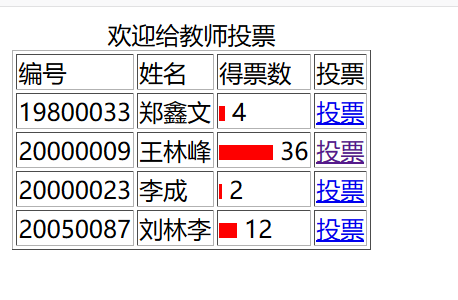 欢迎给教师投票
编号 姓名 得票数 投票
19800033 郑鑫文 4 投票
20000009 王林峰 36 投票
20000023 李成 2 投票
20050087 刘林李 12 投票